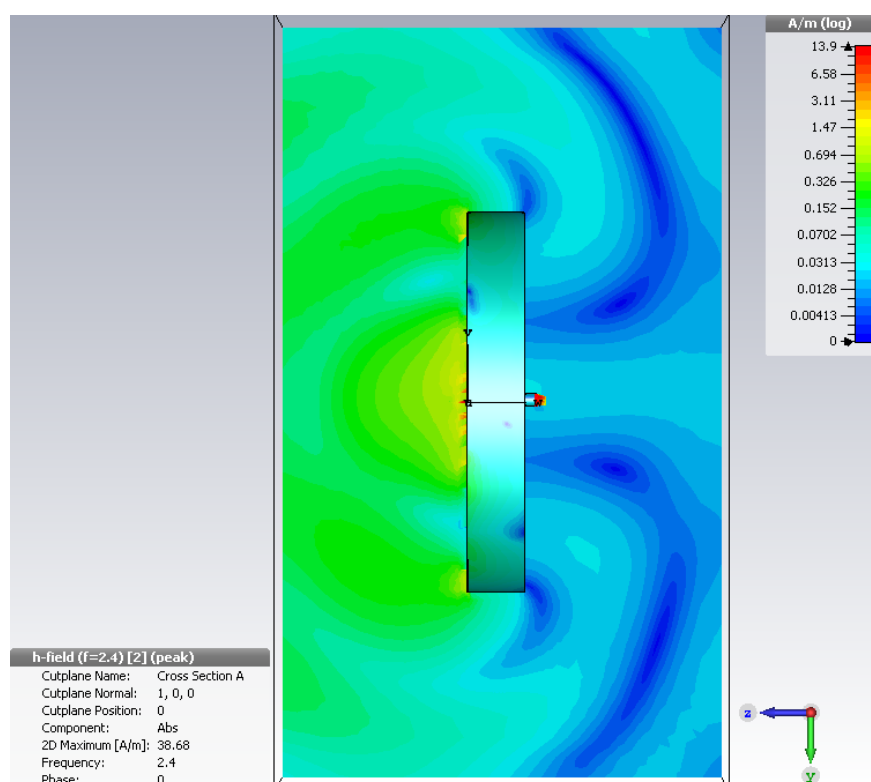 A/m (log)
13.9
6.58
3.11
1.47
0.694
0.326
0.152
0.0702
0.0313
0.0128
0.00413
0
v
u
w
h-field (f=2.4) [2] (peak)
Cutplane Name: Cross Section A
Cutplane Normal: 1, 0, 0
Cutplane Position: 0
Component: Abs
2D Maximum [A/m]: 38.68
Frequency: 2.4
Phase: 0
z
y